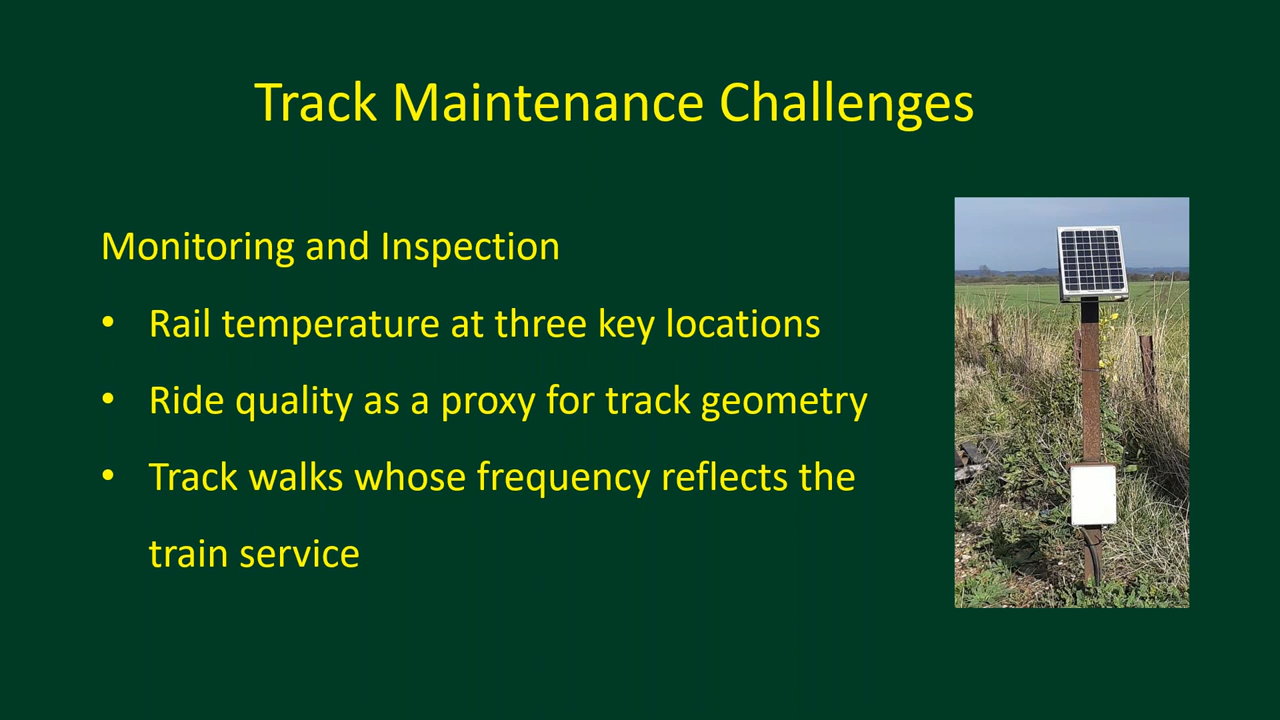 Track Maintenance Challenges
Monitoring and Inspection
• Rail temperature at three key locations
• Ride quality as a proxy for track geometry
• Track walks whose frequency reflects the
train service